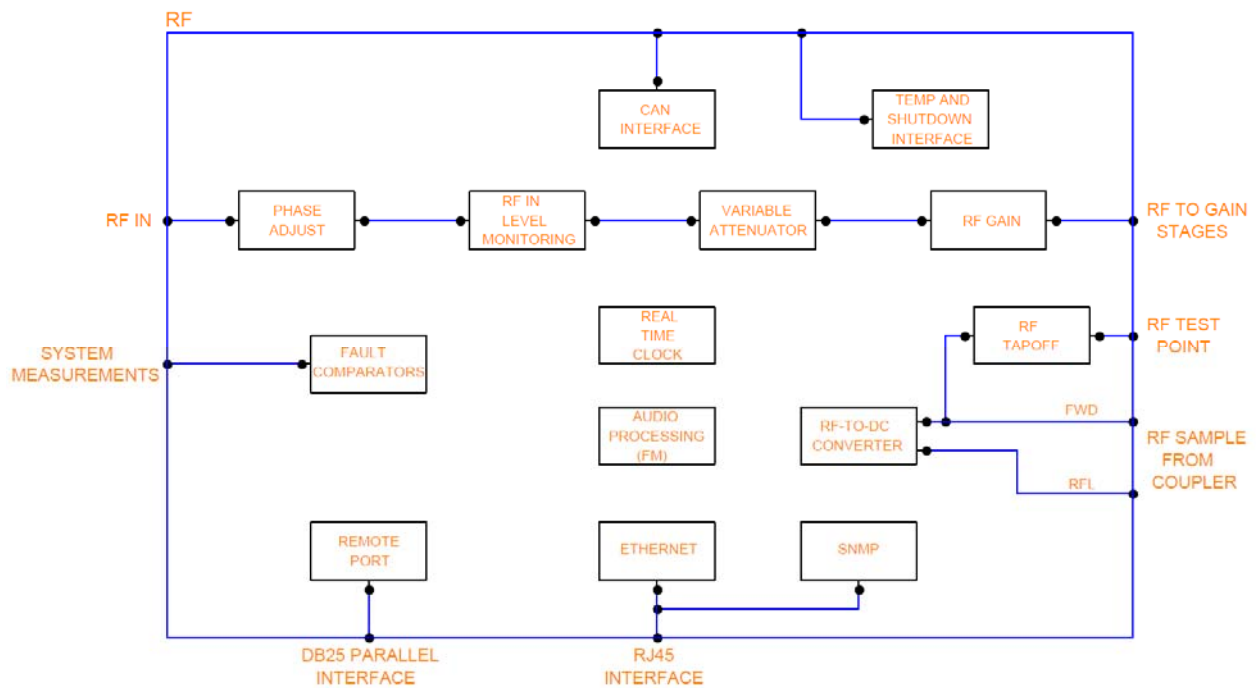 RF
CAN
INTERFACE
TEMP AND
SHUTDOWN
INTERFACE
RF IN
PHASE
ADJUST
RF IN
LEVEL
MONITORING
VARIABLE
ATTENUATOR
RF GAIN
RF TO GAIN
STAGES
SYSTEM
MEASUREMENTS
FAULT
COMPARATORS
REAL
TIME
CLOCK
RF
TAPOFF
RF TEST
POINT
AUDIO
PROCESSING
(FM)
RF-TO-DC
CONVERTER
FWD
RFL
RF SAMPLE
FROM
COUPLER
REMOTE
PORT
ETHERNET
SNMP
DB25 PARALLEL
INTERFACE
RJ45
INTERFACE